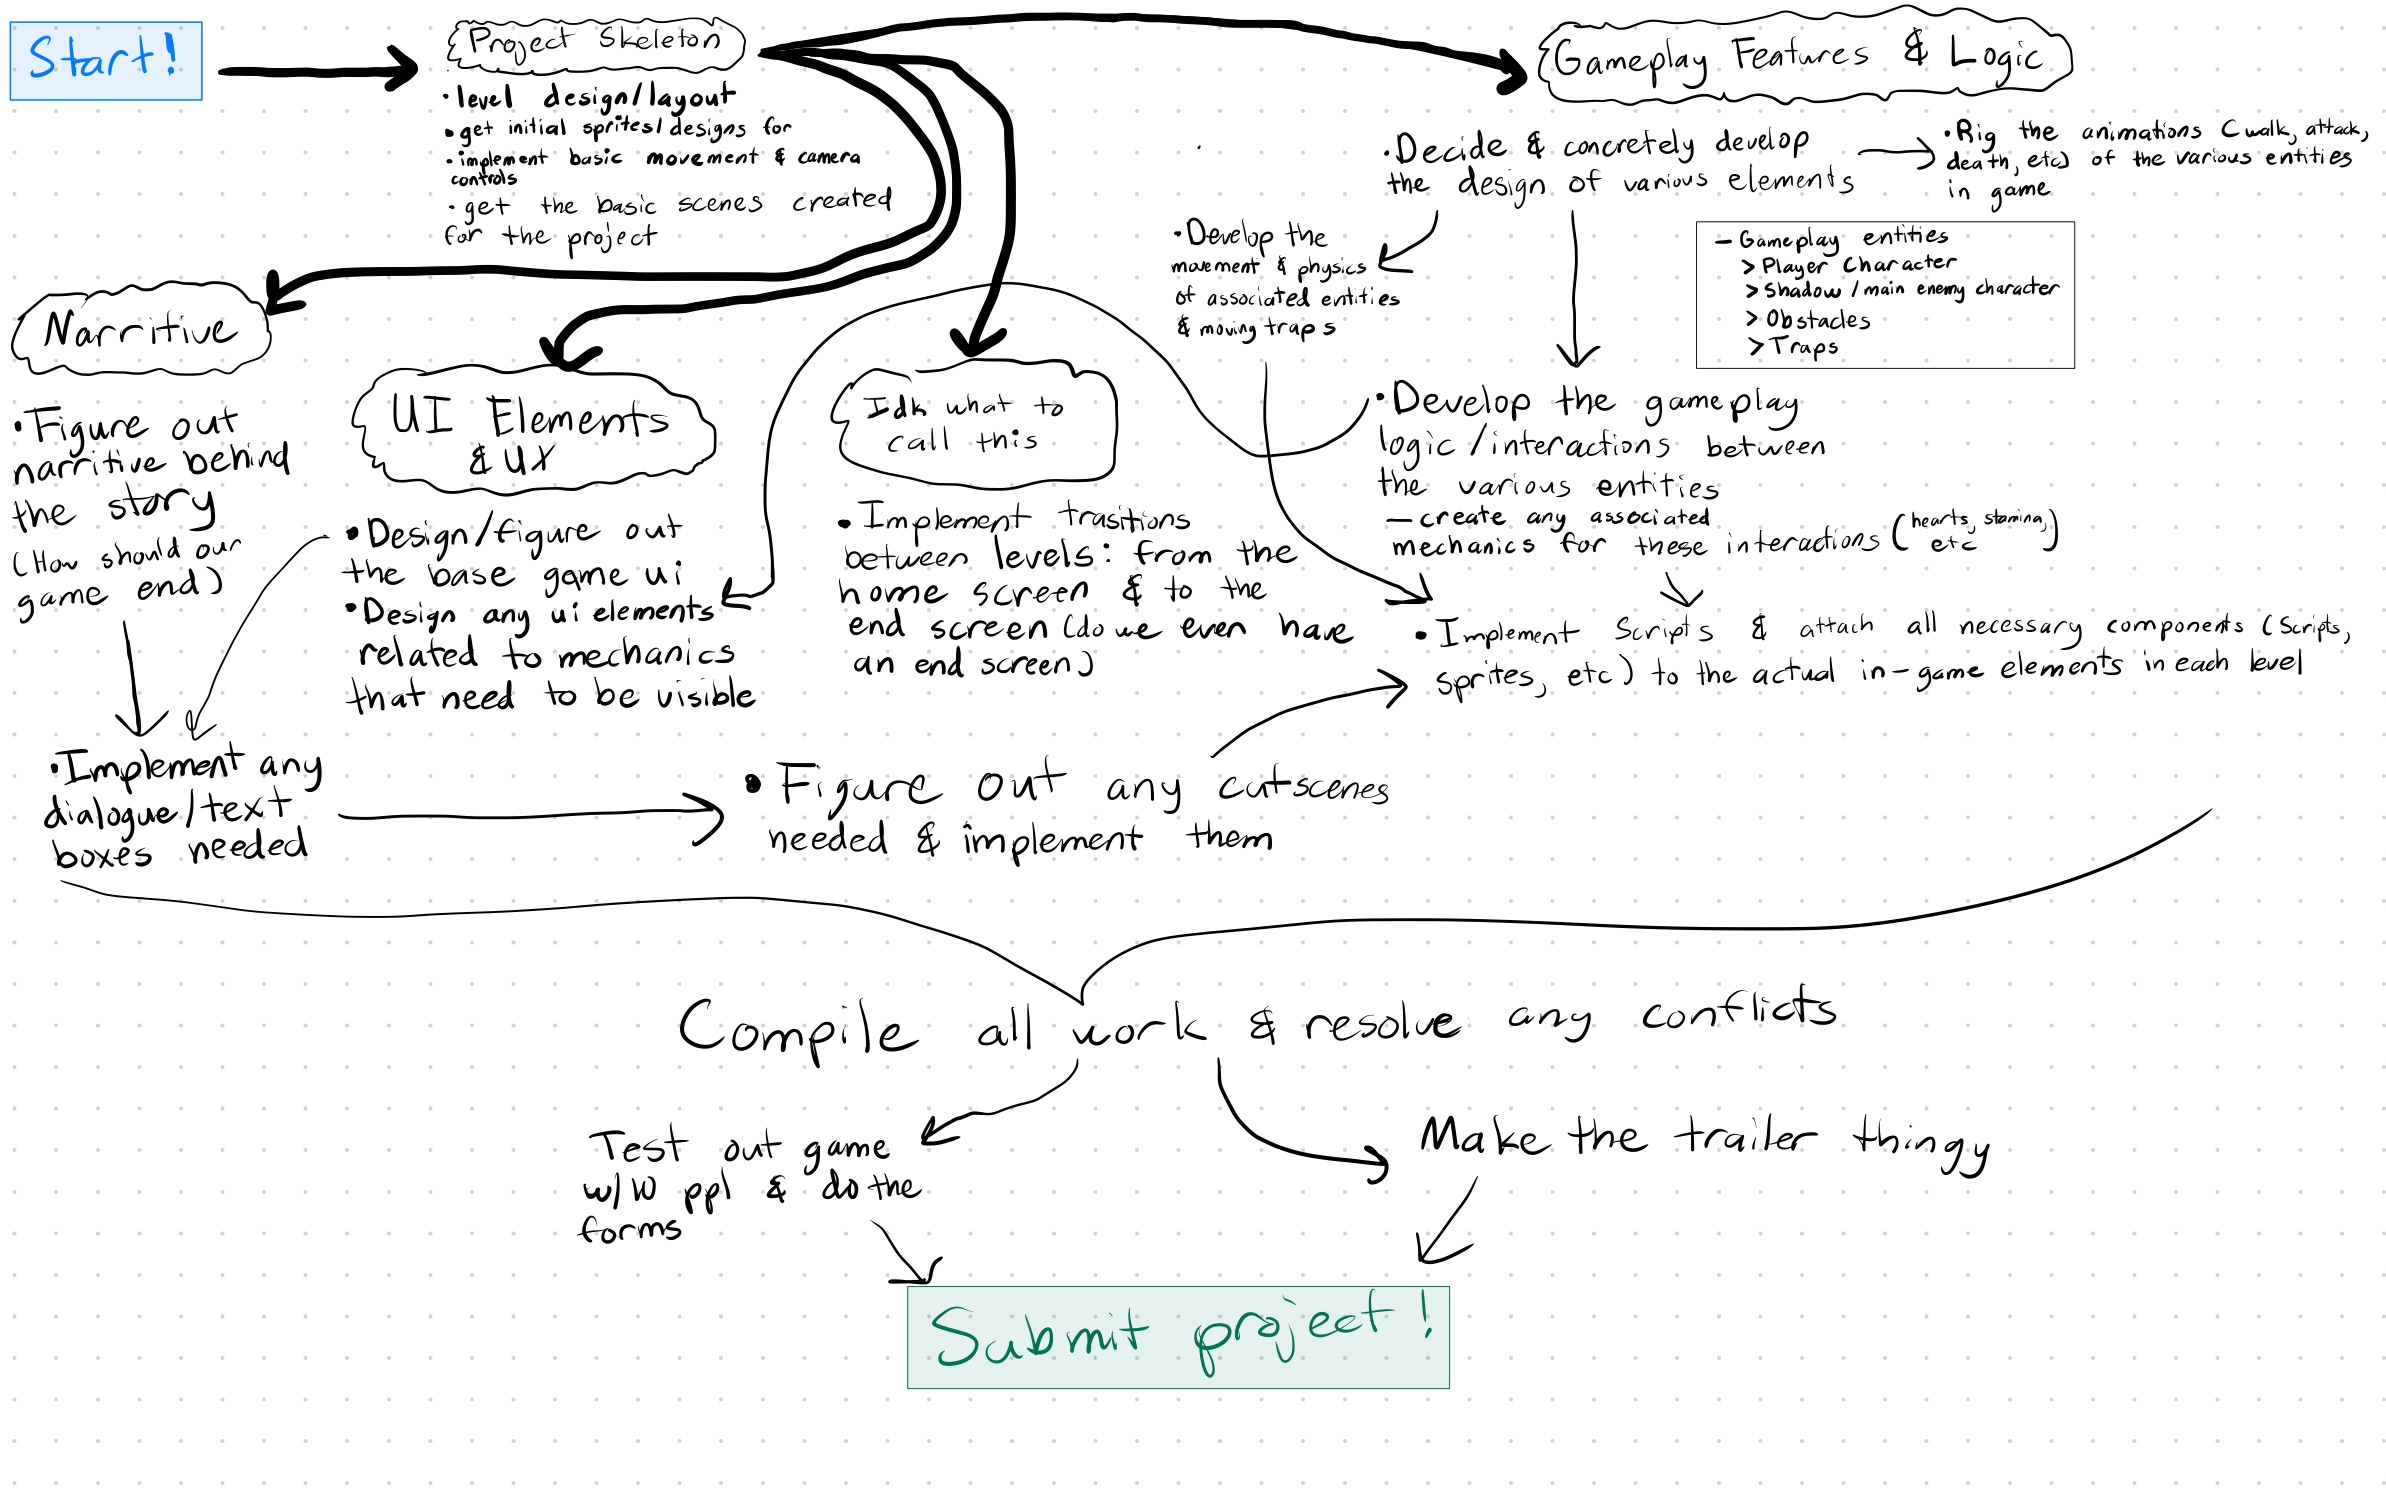 Start!
Project Skeleton
• level design/layout
• get initial sprites/designs for
• implement basic movement & camera
controls
• get the basic scenes created
for the project
Gameplay Features & Logic
• Decide & concretely develop
the design of various elements
• Rig the animations (walk, attack,
death, etc) of the various entities
in game
• Develop the
movement & physics
of associated entities
& moving traps
— Gameplay entities
> Player Character
> Shadow / main enemy character
> Obstacles
> Traps
• Develop the gameplay
logic/interactions between
the various entities
— create any associated
mechanics for these interactions (hearts, stamina,
etc)
• Implement Scripts & attach all necessary components (Scripts,
sprites, etc) to the actual in-game elements in each level
Narritive
• Figure out
narritive behind
the story
(How should our
game end)
• Implement any
dialogue/text
boxes needed
UI Elements
& UX
• Design/figure out
the base game ui
• Design any ui elements
related to mechanics
that need to be visible
Idk what to
call this
• Implement trasitions
between levels: from the
home screen & to the
end screen (do we even have
an end screen)
• Figure out any cutscenes
needed & implement them
Compile all work & resolve any conflicts
Test out game
w/ 10 ppl & do the
forms
Make the trailer thingy
Submit project!